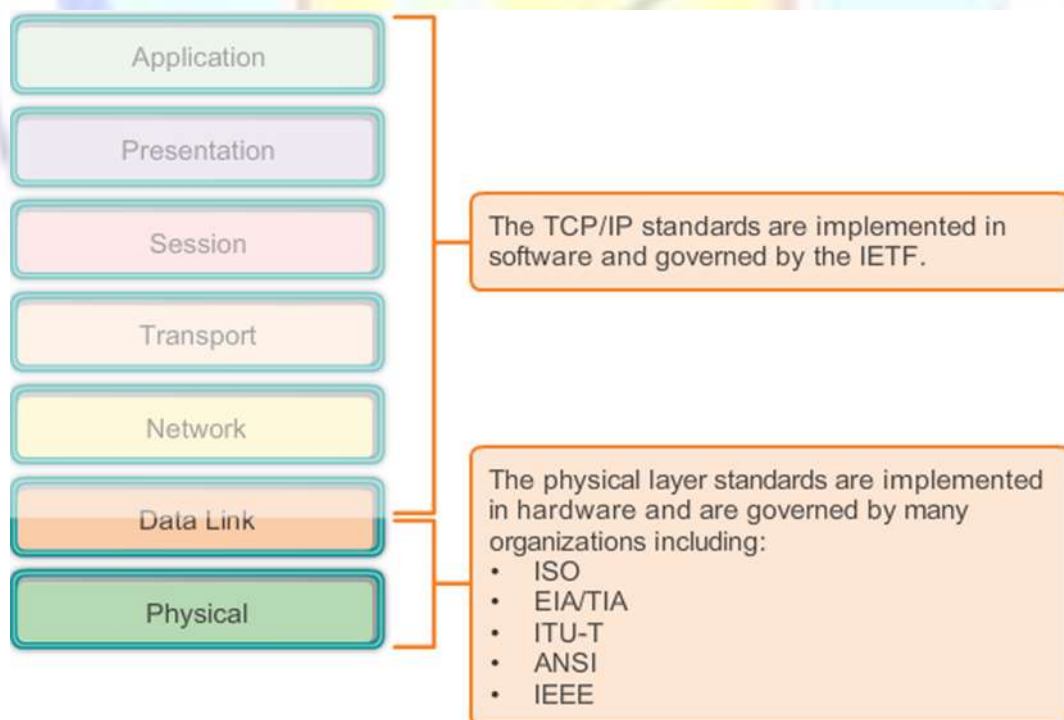 Application
Presentation
Session
Transport
Network
Data Link
Physical
The TCP/IP standards are implemented in
software and governed by the IETF.
The physical layer standards are implemented
in hardware and are governed by many
organizations including:
• ISO
• EIA/TIA
• ITU-T
• ANSI
• IEEE